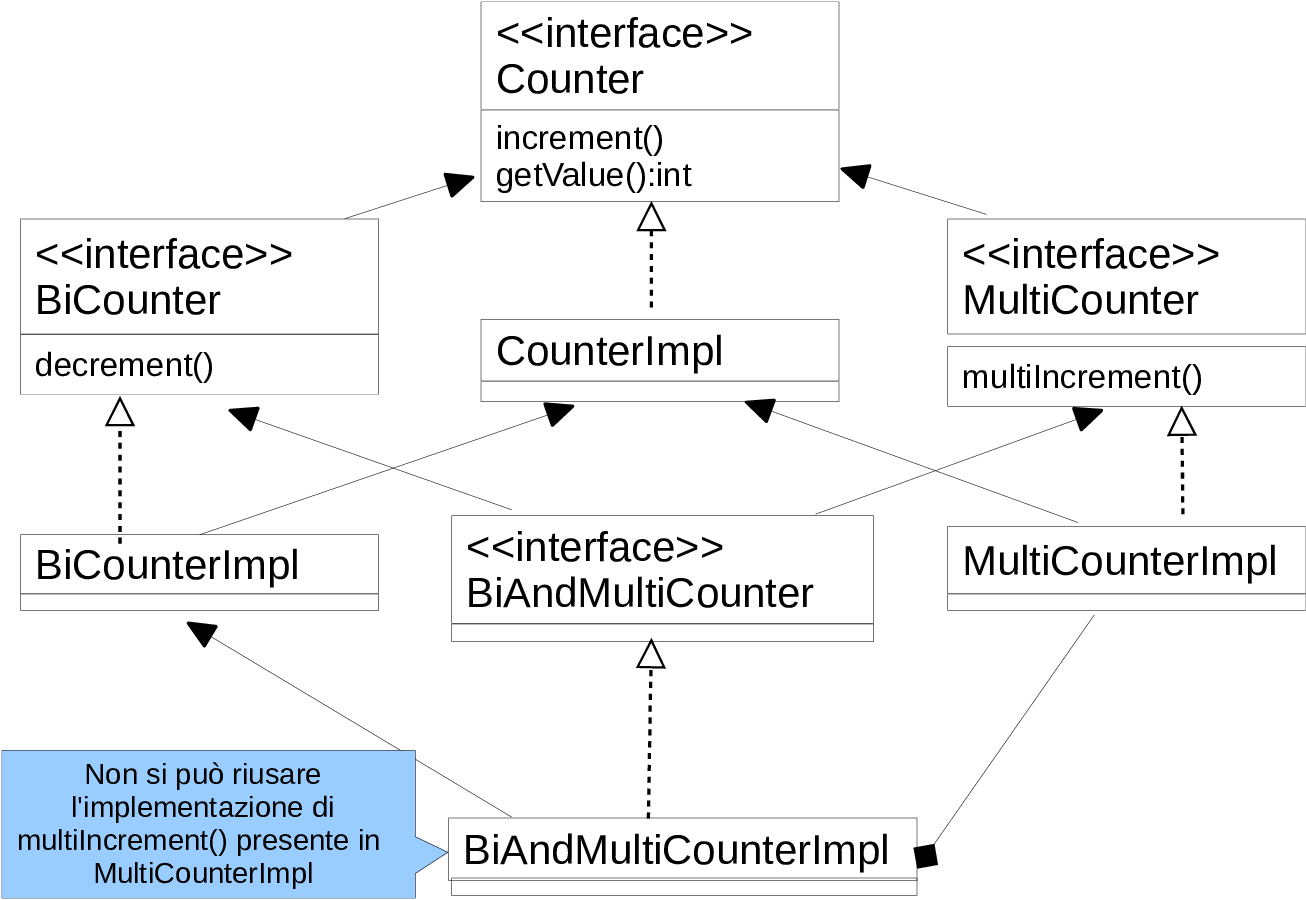 <<interface>>
Counter
increment()
getValue():int
<<interface>>
BiCounter
decrement()
CounterImpl
<<interface>>
MultiCounter
multiIncrement()
BiCounterImpl
<<interface>>
BiAndMultiCounter
MultiCounterImpl
Non si può riusare
l'implementazione di
multiIncrement() presente in
MultiCounterImpl
BiAndMultiCounterImpl